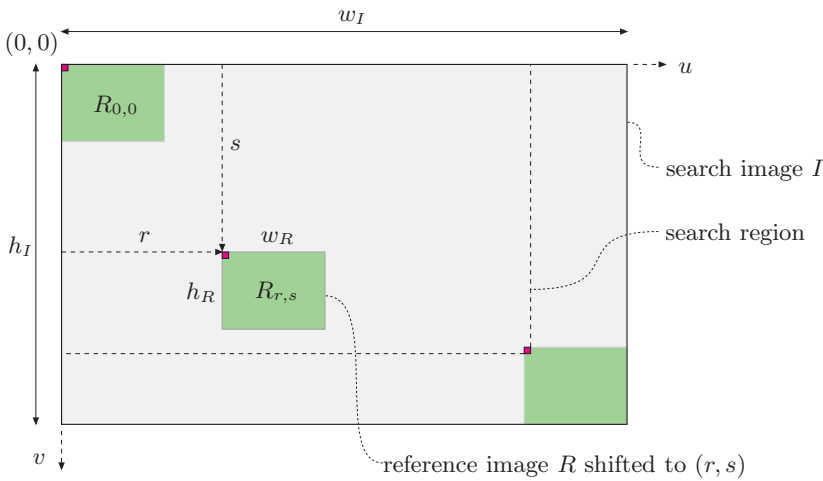 w_I
(0, 0)
u
R_{0,0}
s
search image I
r
w_R
search region
h_I
h_R
R_{r,s}
v
reference image R shifted to (r, s)